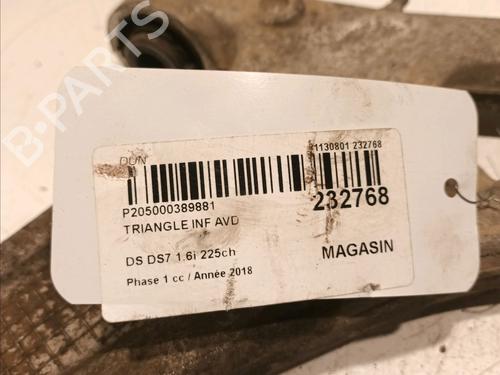 B-PARTS
DUN
1130801 232768
P205000389881
232768
TRIANGLE INF AVD
DS DS7 1.6i 225ch
MAGASIN
Phase 1 cc / Année 2018